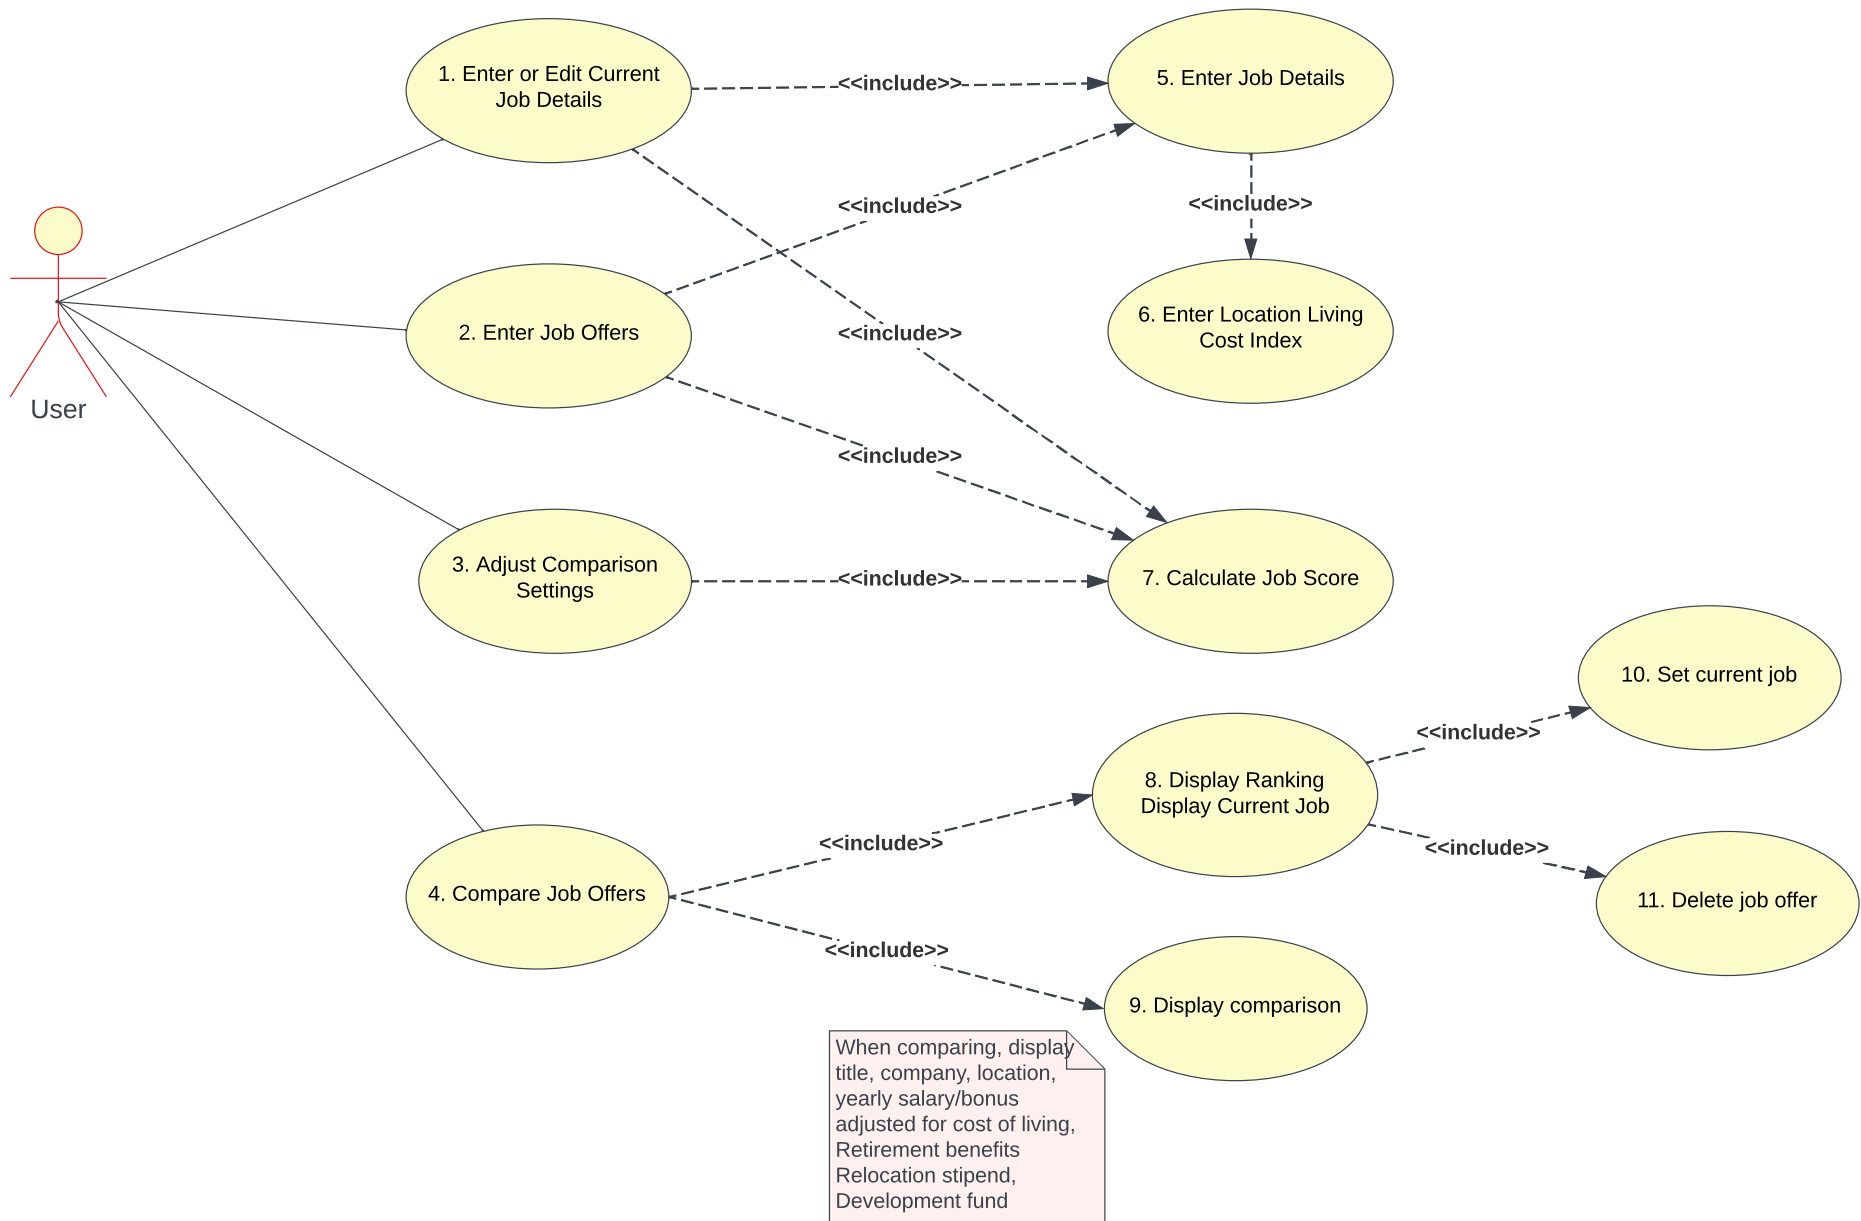 1. Enter or Edit Current
Job Details
<<include>>
5. Enter Job Details
<<include>>
<<include>>
6. Enter Location Living
Cost Index
User
2. Enter Job Offers
<<include>>
<<include>>
3. Adjust Comparison
Settings
<<include>>
7. Calculate Job Score
10. Set current job
<<include>>
8. Display Ranking
Display Current Job
<<include>>
<<include>>
4. Compare Job Offers
11. Delete job offer
<<include>>
9. Display comparison
When comparing, display
title, company, location,
yearly salary/bonus
adjusted for cost of living,
Retirement benefits
Relocation stipend,
Development fund